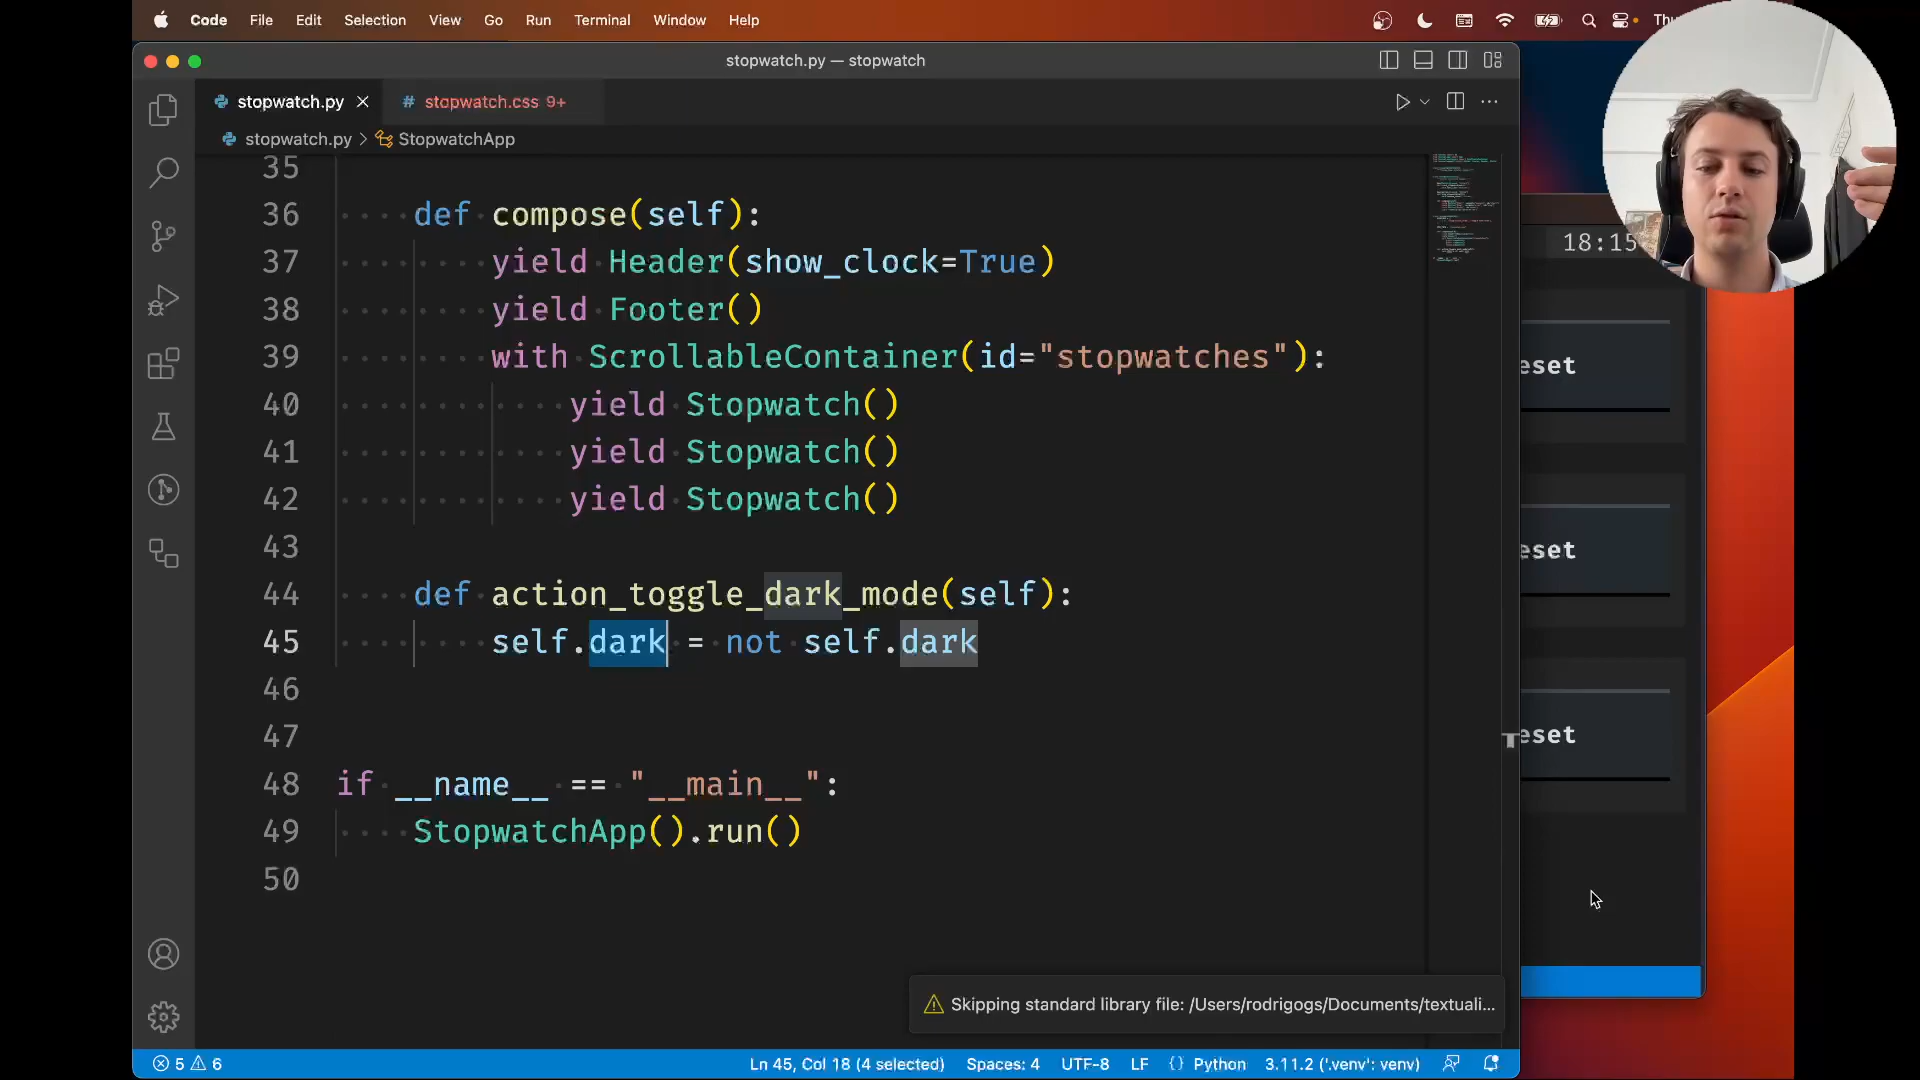 Code File Edit Selection View Go Run Terminal Window Help
stopwatch.py — stopwatch
stopwatch.py
# stopwatch.css 9+
stopwatch.py > StopwatchApp
35
36 def compose(self):
37 yield Header(show_clock=True)
38 yield Footer()
39 with ScrollableContainer(id="stopwatches"):
40 yield Stopwatch()
41 yield Stopwatch()
42 yield Stopwatch()
43
44 def action_toggle_dark_mode(self):
45 self.dark = not self.dark
46
47
48 if __name__ == "__main__":
49 StopwatchApp().run()
50
18:15
eset
eset
eset
Skipping standard library file: /Users/rodrigogs/Documents/textuali...
5 6 Ln 45, Col 18 (4 selected) Spaces: 4 UTF-8 LF {} Python 3.11.2 ('.venv': venv)